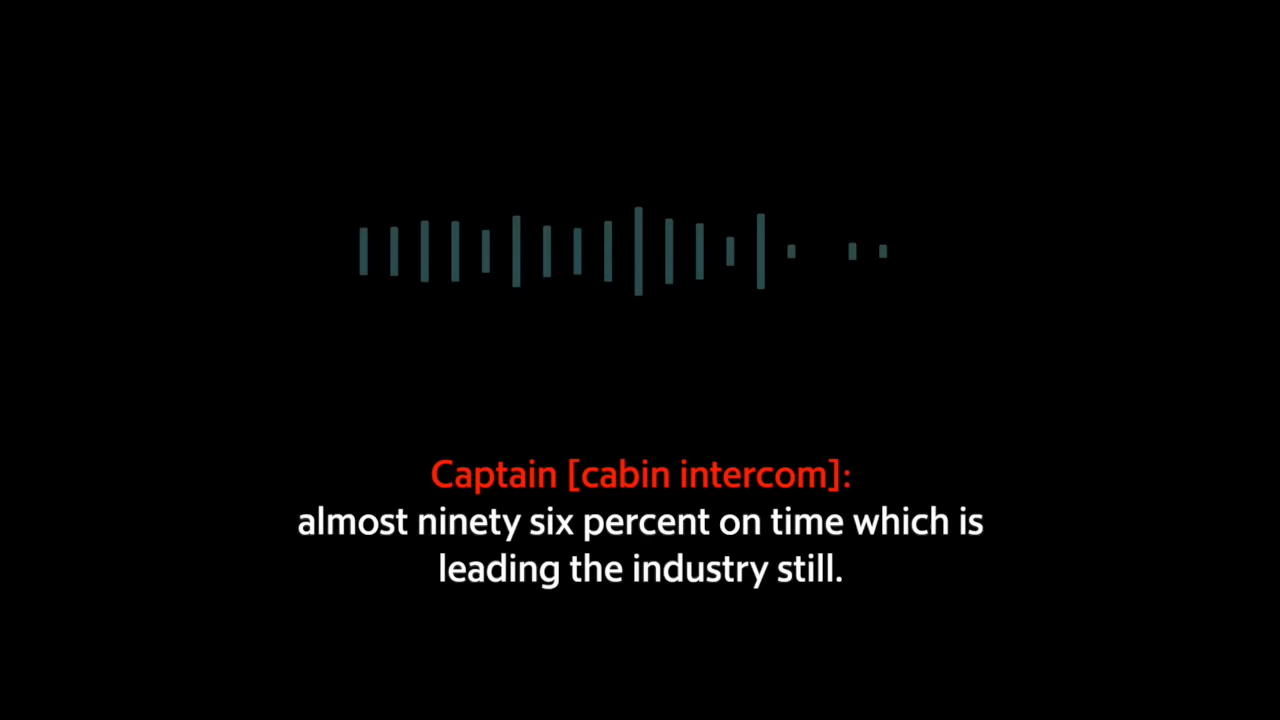 Captain [cabin intercom]:
almost ninety six percent on time which is
leading the industry still.